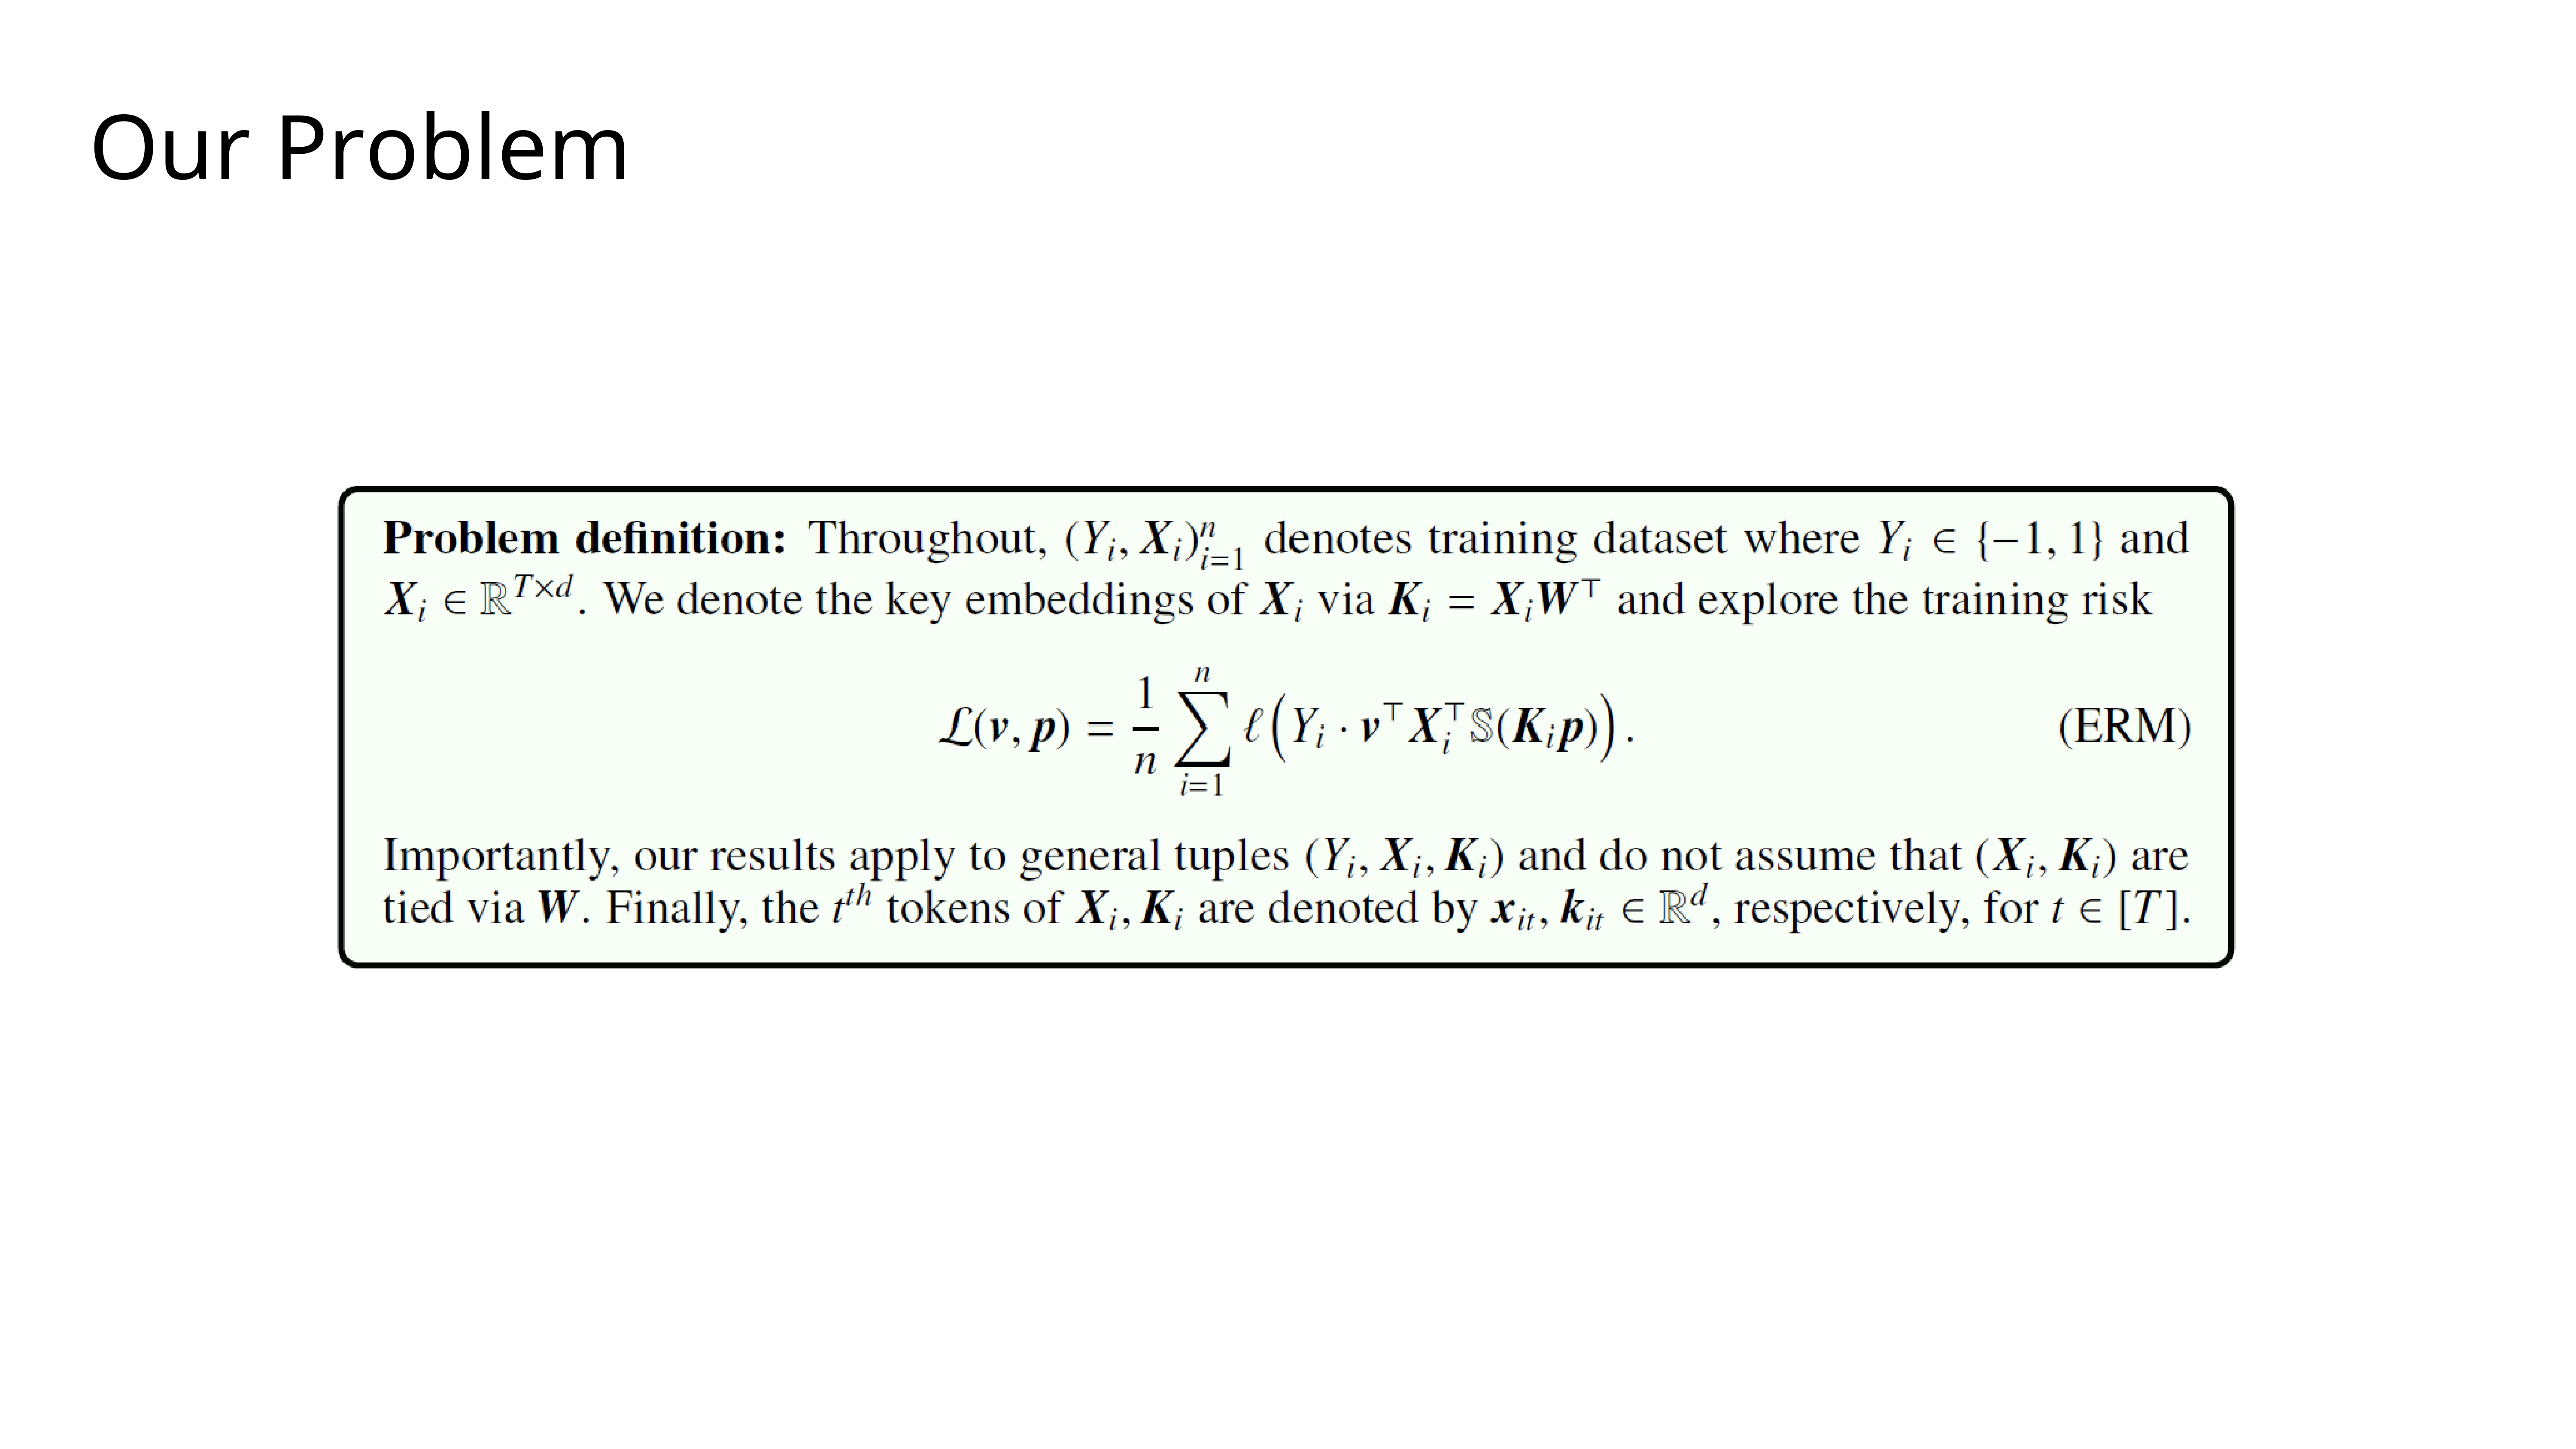 Our Problem
Problem definition: Throughout, $(Y_i, \boldsymbol{X}_i)_{i=1}^n$ denotes training dataset where $Y_i \in \{-1, 1\}$ and
$\boldsymbol{X}_i \in \mathbb{R}^{T \times d}$. We denote the key embeddings of $\boldsymbol{X}_i$ via $\boldsymbol{K}_i = \boldsymbol{X}_i \boldsymbol{W}^\top$ and explore the training risk
$\mathcal{L}(\boldsymbol{v}, \boldsymbol{p}) = \frac{1}{n} \sum_{i=1}^n \ell \left( Y_i \cdot \boldsymbol{v}^\top \boldsymbol{X}_i^\top \mathbb{S}(\boldsymbol{K}_i \boldsymbol{p}) \right).$ (ERM)
Importantly, our results apply to general tuples $(Y_i, \boldsymbol{X}_i, \boldsymbol{K}_i)$ and do not assume that $(\boldsymbol{X}_i, \boldsymbol{K}_i)$ are
tied via $\boldsymbol{W}$. Finally, the $t^{th}$ tokens of $\boldsymbol{X}_i, \boldsymbol{K}_i$ are denoted by $\boldsymbol{x}_{it}, \boldsymbol{k}_{it} \in \mathbb{R}^d$, respectively, for $t \in [T]$.